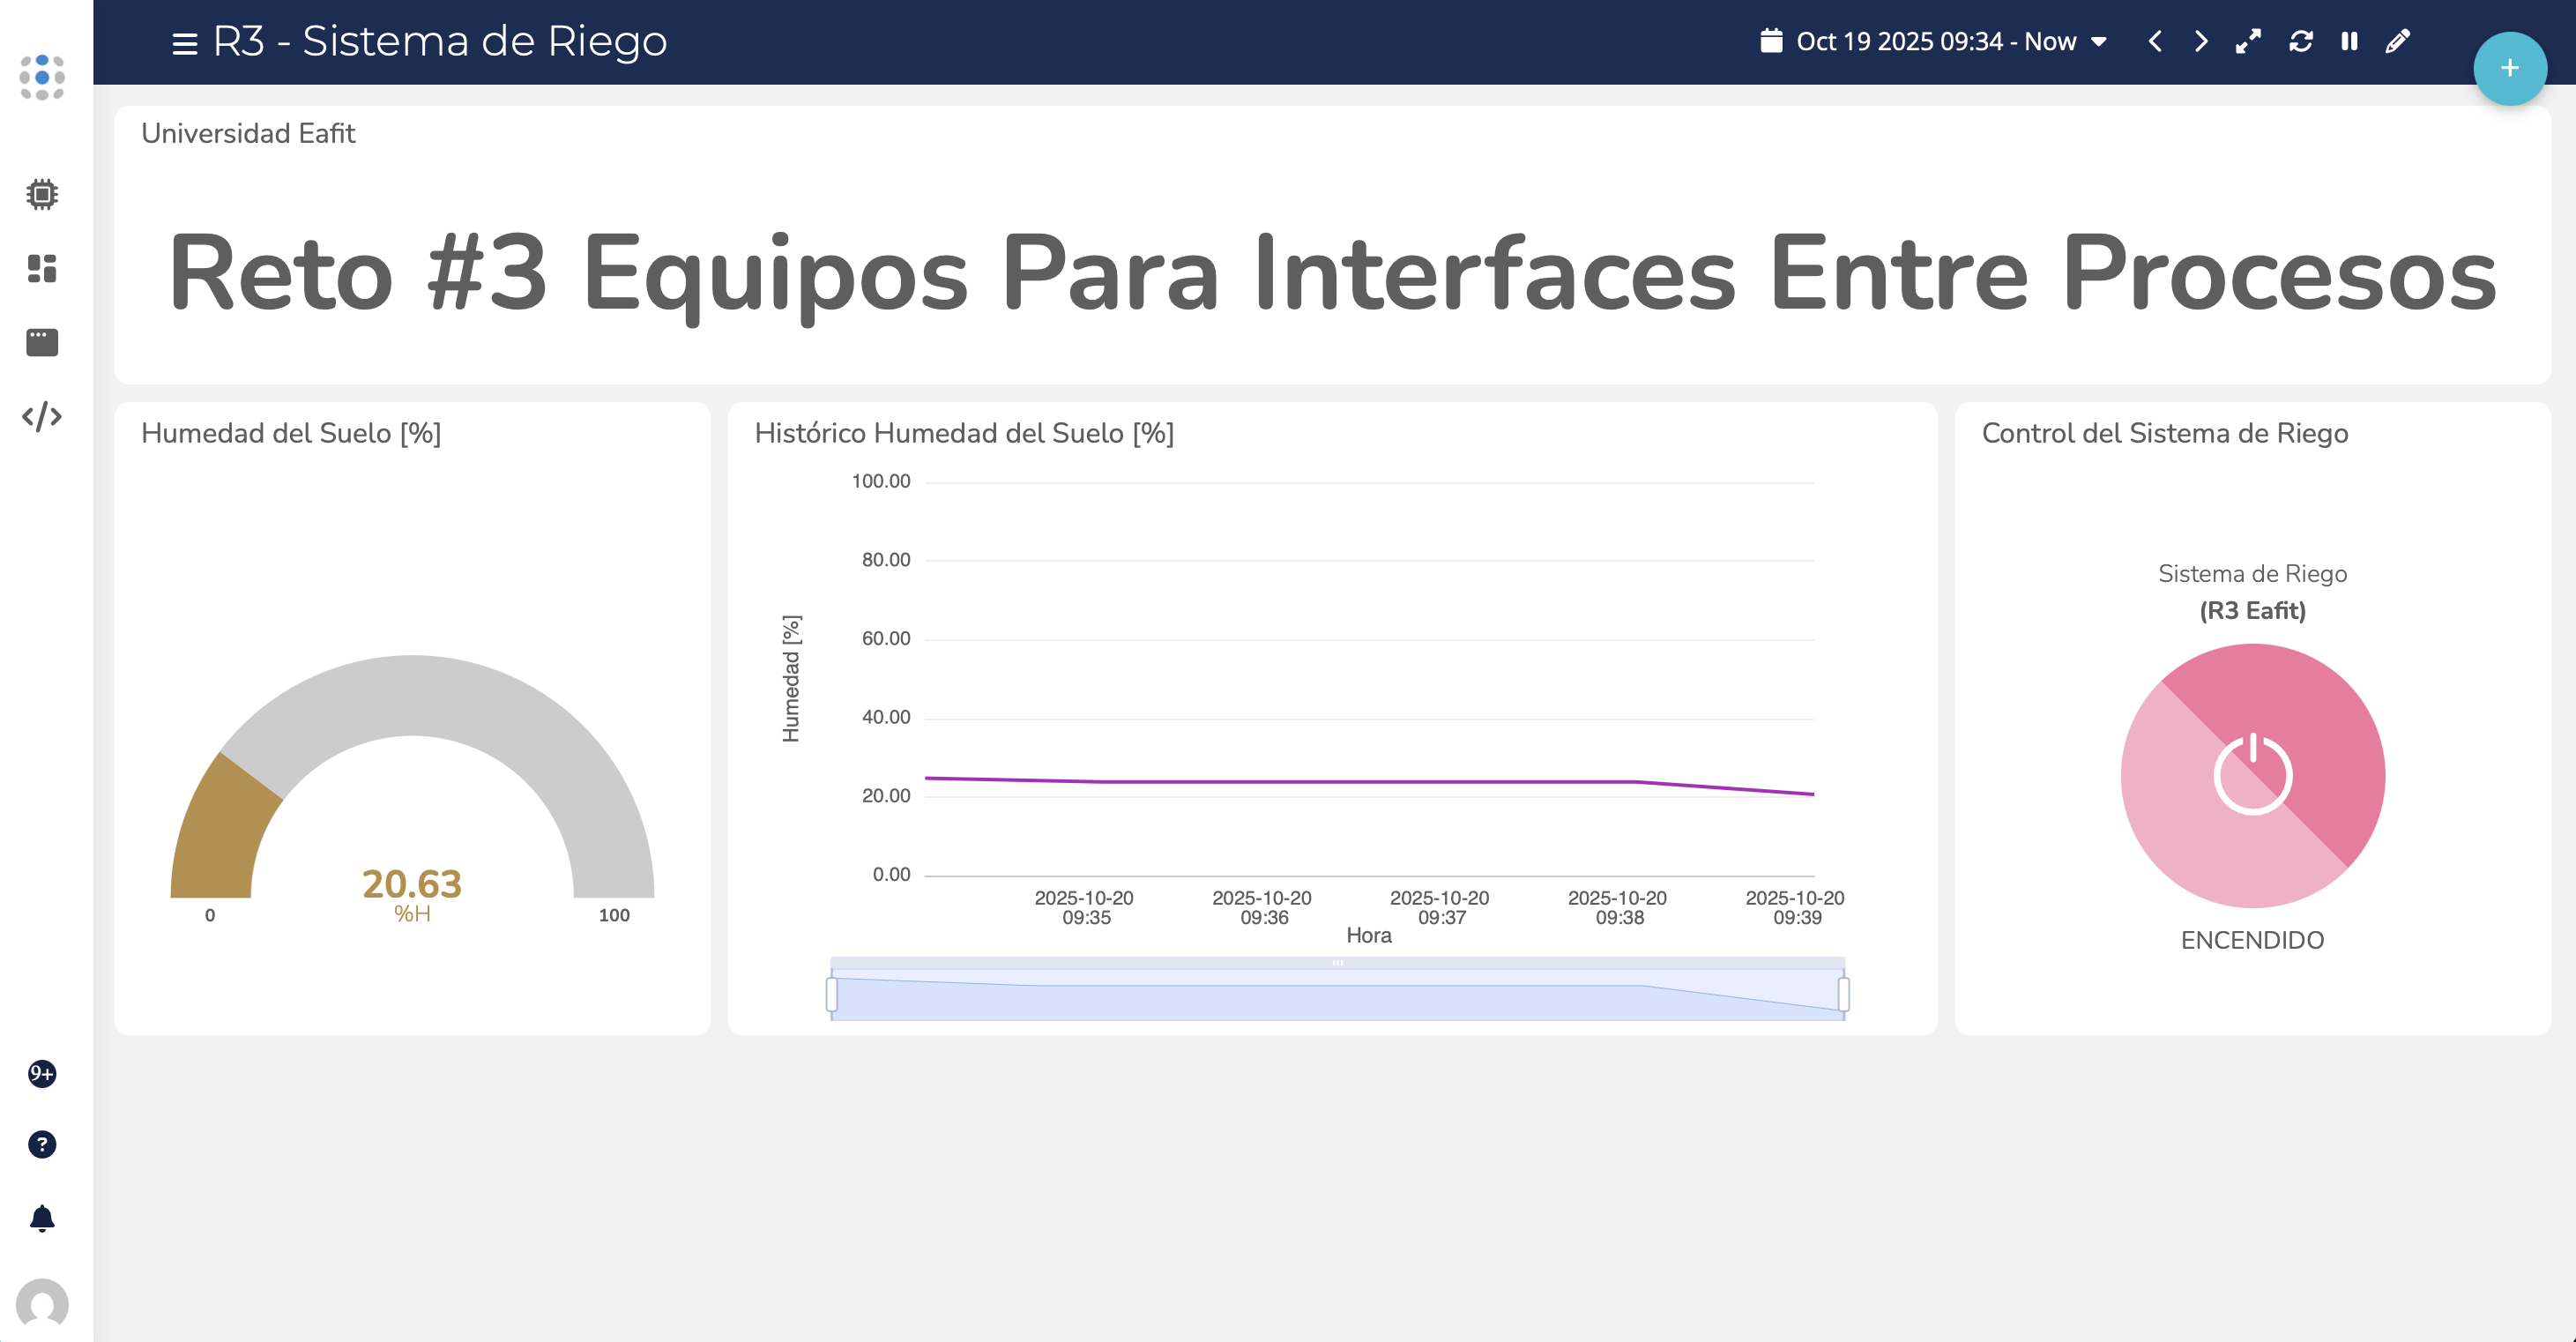 R3 - Sistema de Riego
Oct 19 2025 09:34 - Now
+
Universidad Eafit
Reto #3 Equipos Para Interfaces Entre Procesos
Humedad del Suelo [%]
20.63
%H
0
100
Histórico Humedad del Suelo [%]
100.00
80.00
60.00
40.00
20.00
0.00
Humedad [%]
2025-10-20 09:35
2025-10-20 09:36
2025-10-20 09:37
2025-10-20 09:38
2025-10-20 09:39
Hora
Control del Sistema de Riego
Sistema de Riego
(R3 Eafit)
ENCENDIDO
9+
?